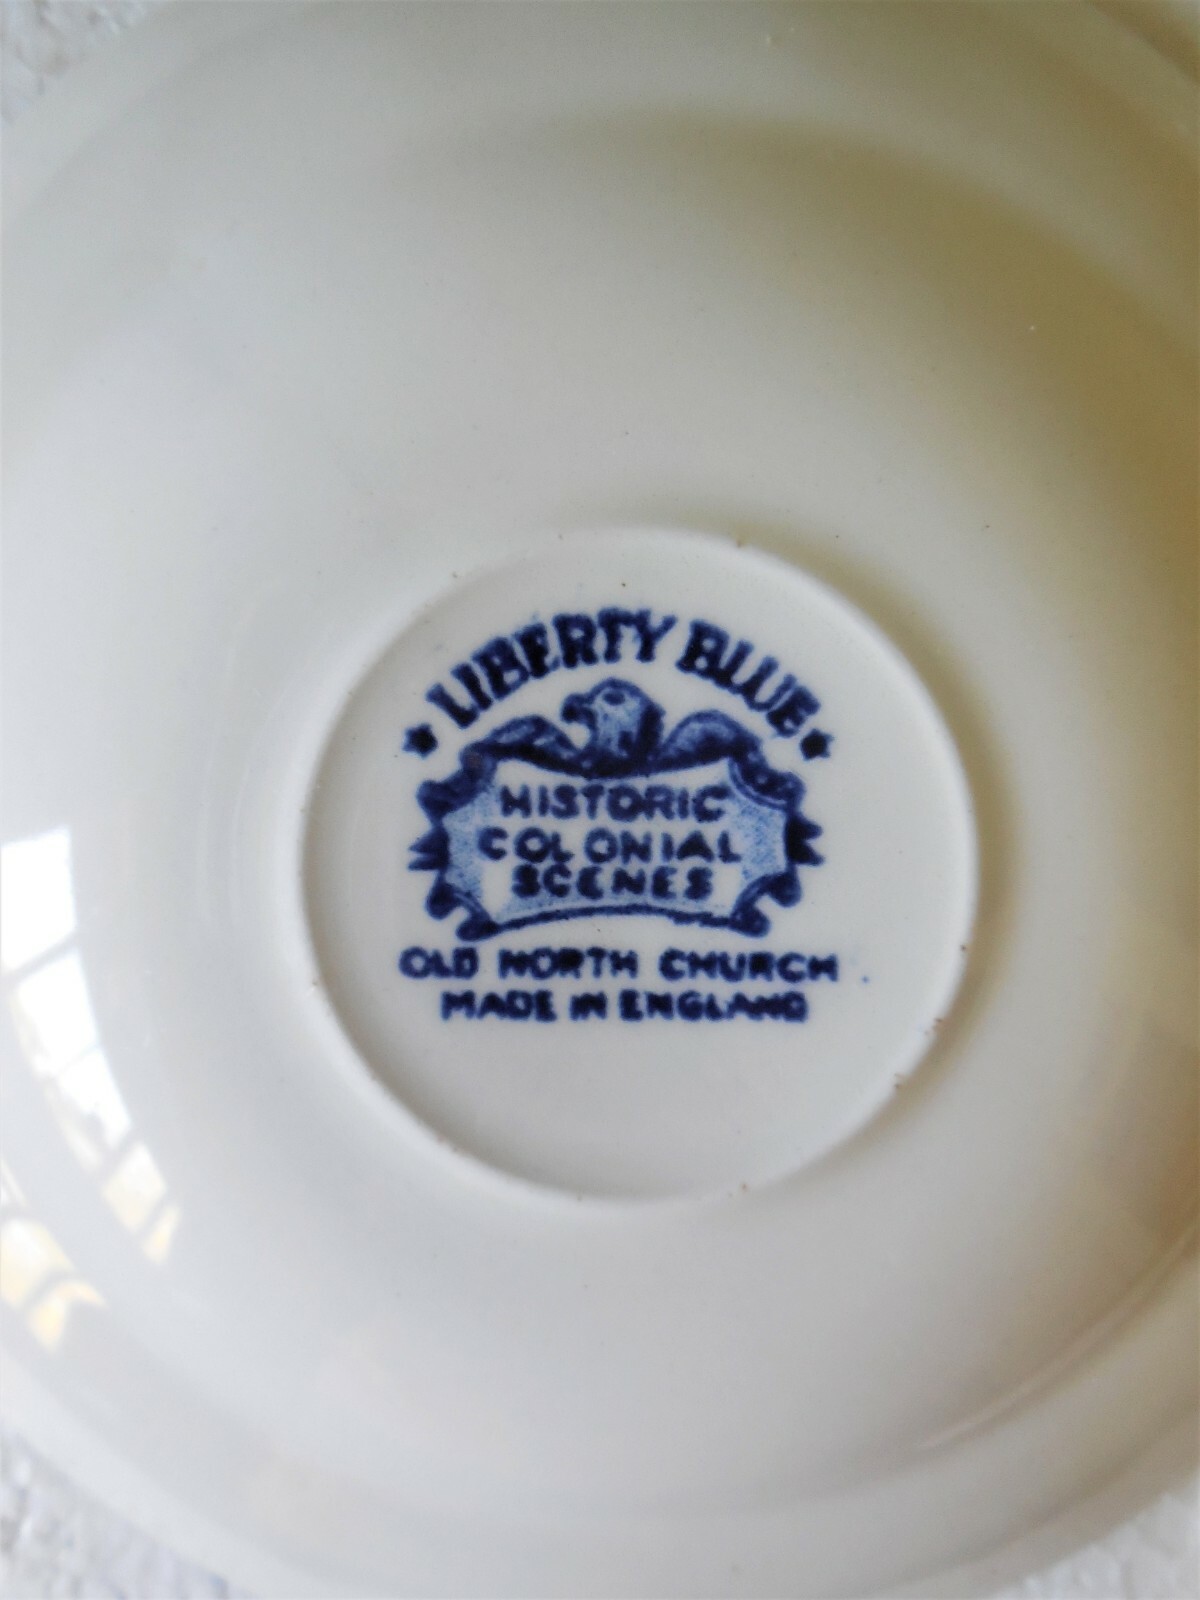 LIBERTY BLUE
HISTORIC
COLONIAL
SCENES
OLD NORTH CHURCH
MADE IN ENGLAND